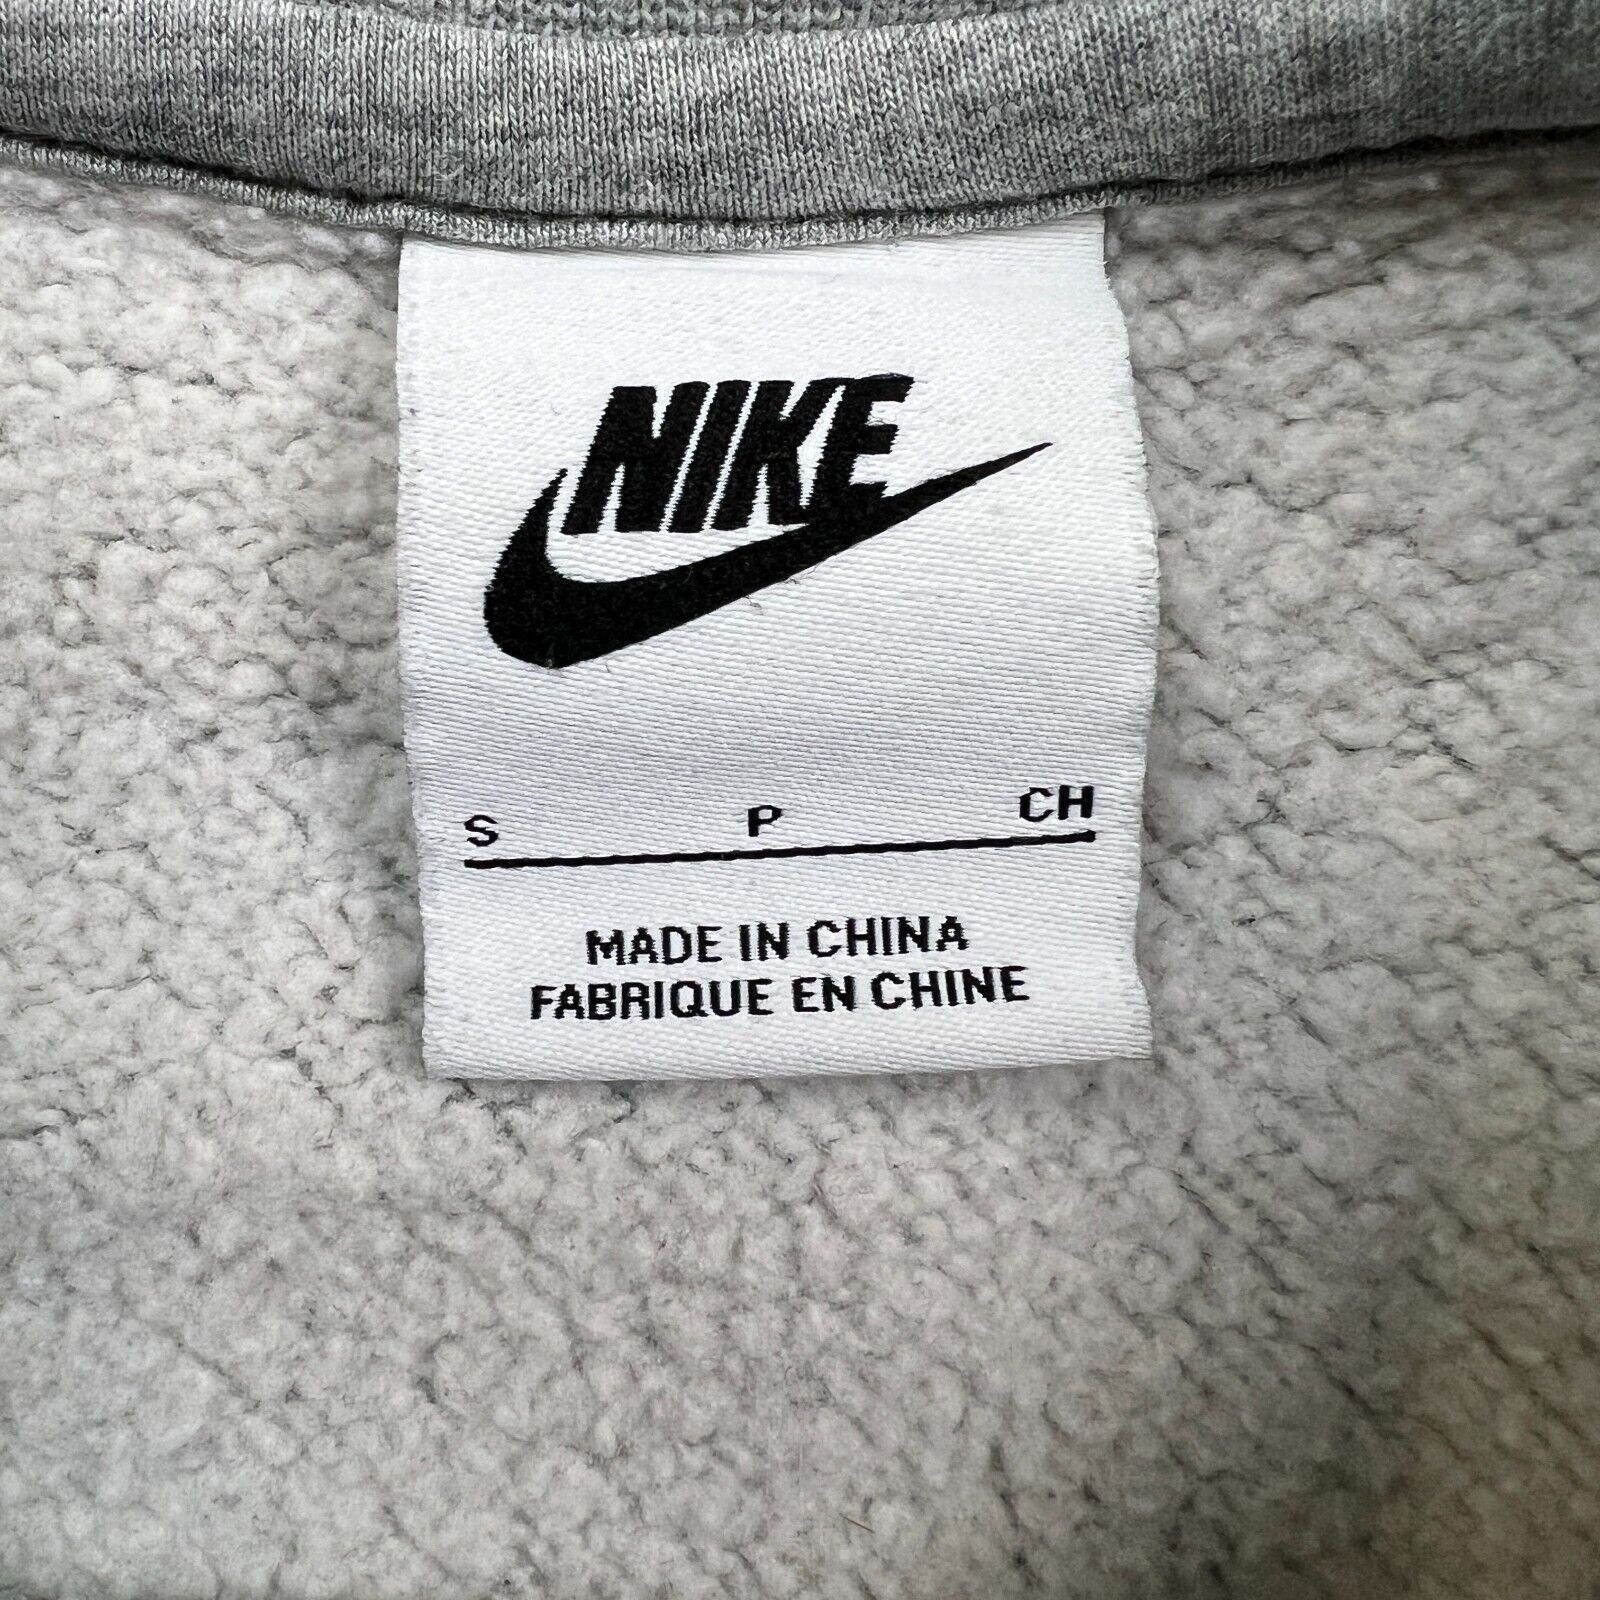 NIKE
S P CH
MADE IN CHINA
FABRIQUE EN CHINE